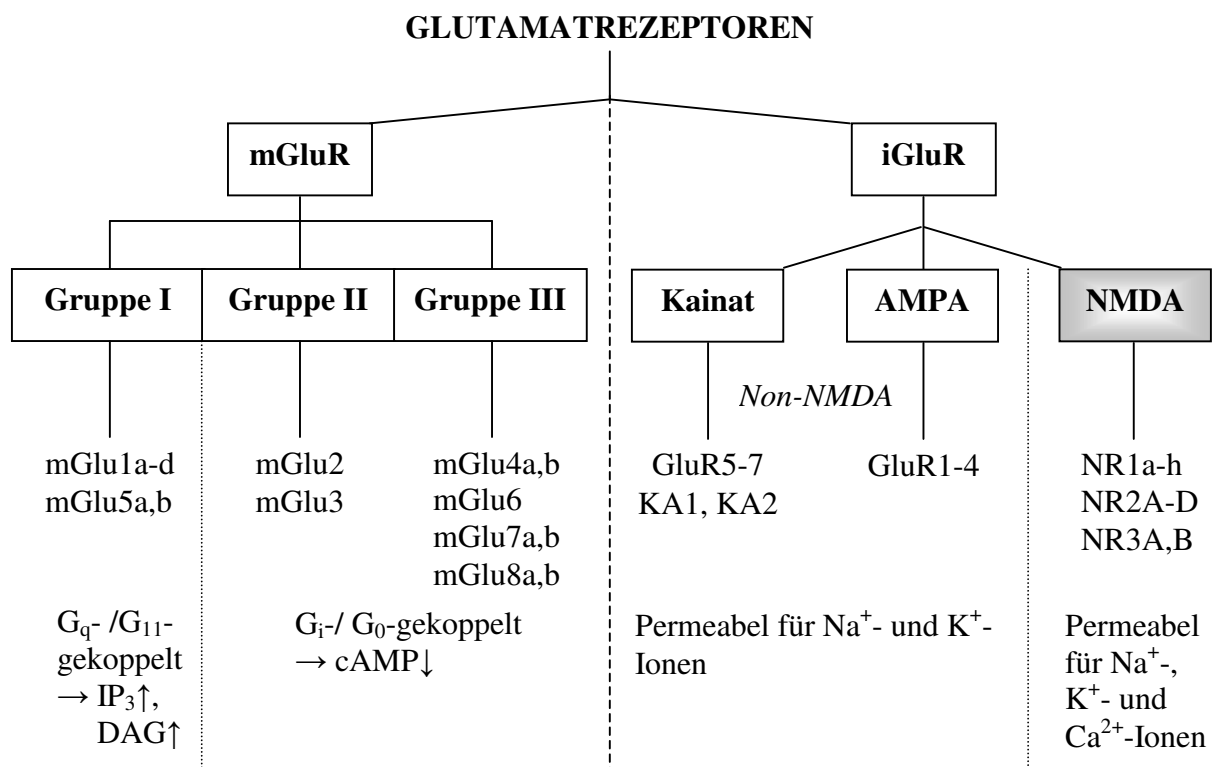 GLUTAMATREZEPTOREN
mGluR
iGluR
Gruppe I
Gruppe II
Gruppe III
Kainat
AMPA
NMDA
Non-NMDA
mGlu1a-d
mGlu5a,b
mGlu2
mGlu3
mGlu4a,b
mGlu6
mGlu7a,b
mGlu8a,b
GluR5-7
KA1, KA2
GluR1-4
NR1a-h
NR2A-D
NR3A,B
Gq- /G11-
gekoppelt
→ IP3↑,
DAG↑
Gi-/ G0-gekoppelt
→ cAMP↓
Permeabel für Na⁺- und K⁺-
Ionen
Permeabel
für Na⁺-,
K⁺- und
Ca²⁺-Ionen